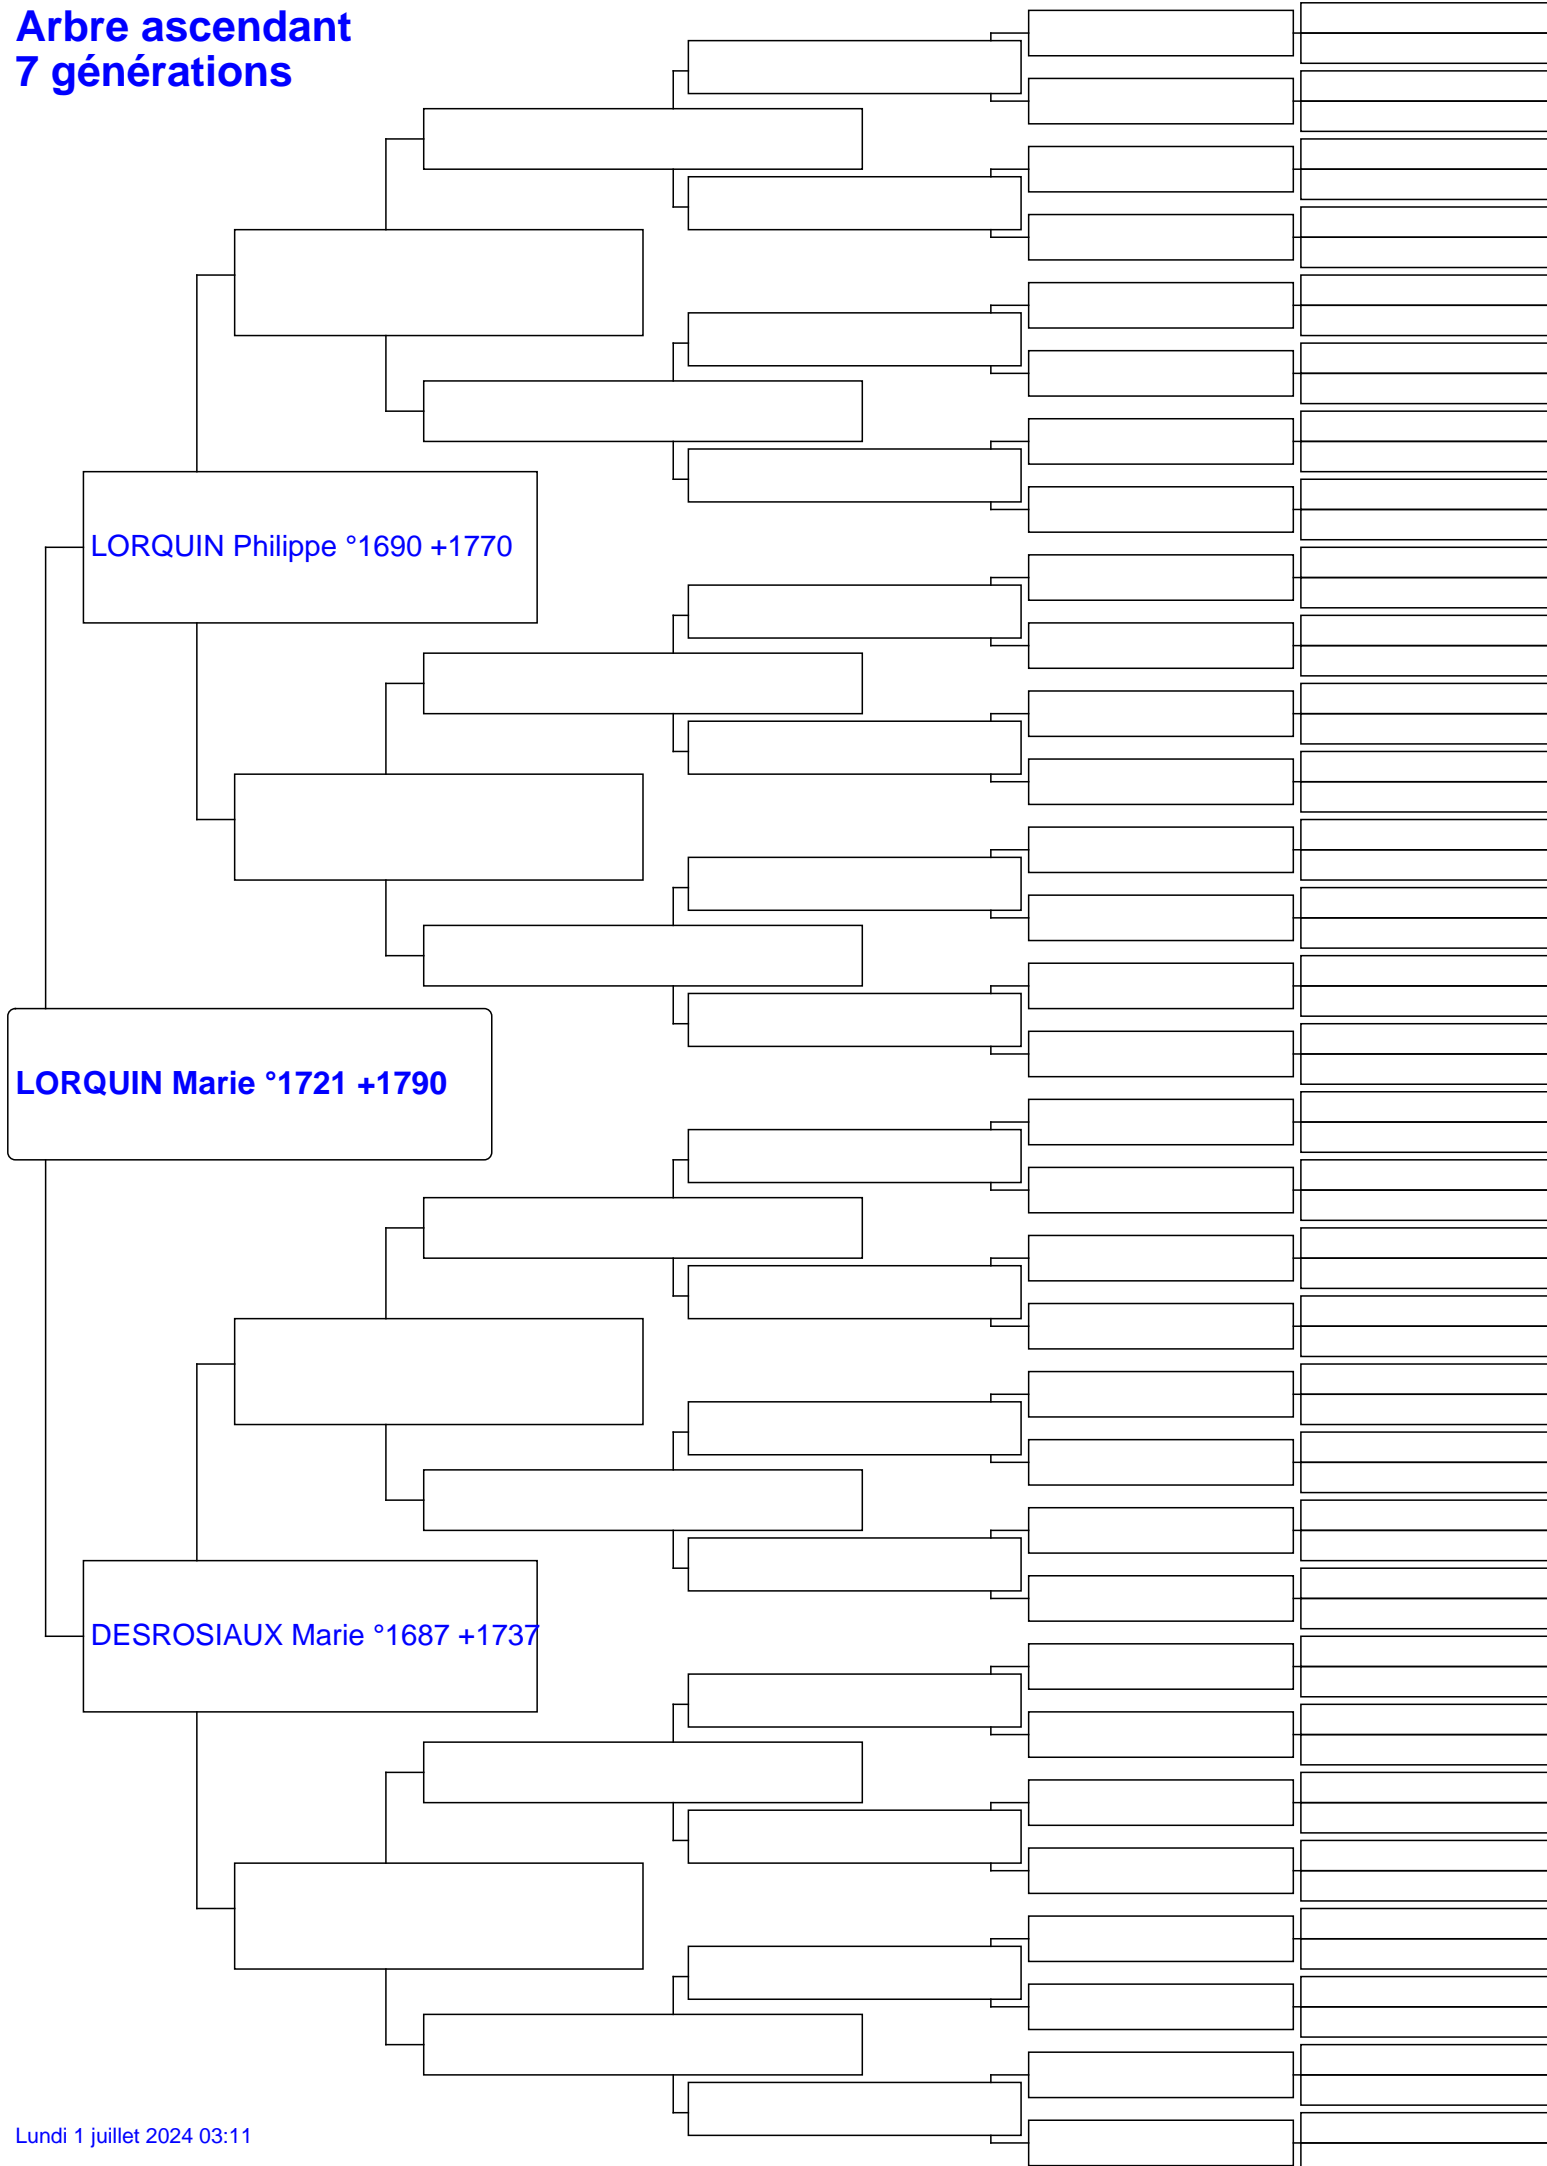 Arbre ascendant
7 générations
LORQUIN Philippe °1690 +1770
LORQUIN Marie °1721 +1790
DESROSIAUX Marie °1687 +1737
Lundi 1 juillet 2024 03:11